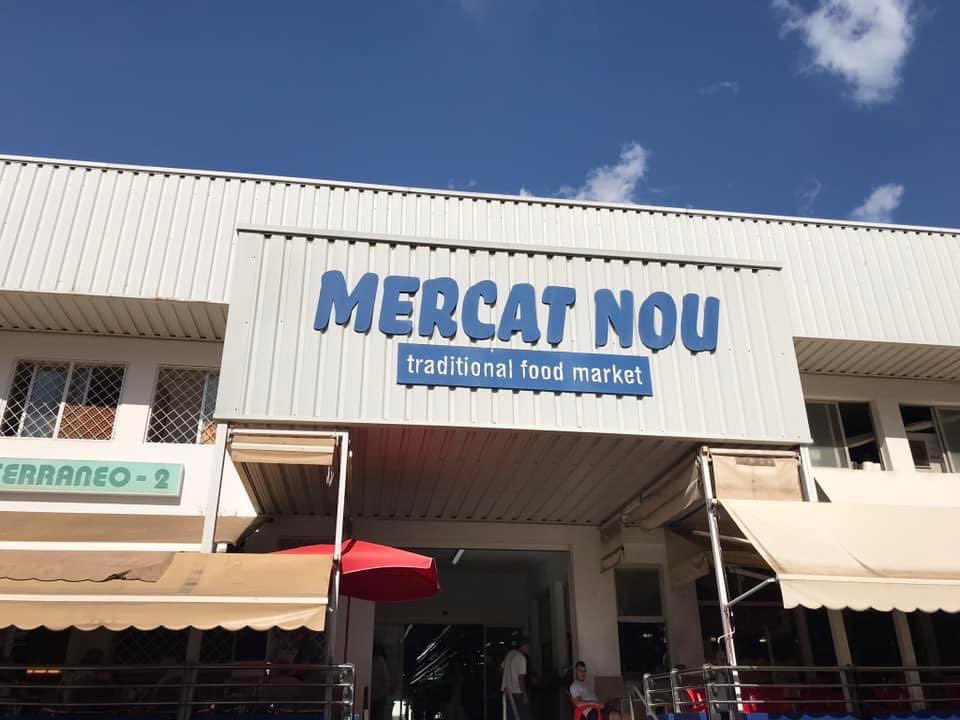 MERCAT NOU
traditional food market
TERRANEO - 2